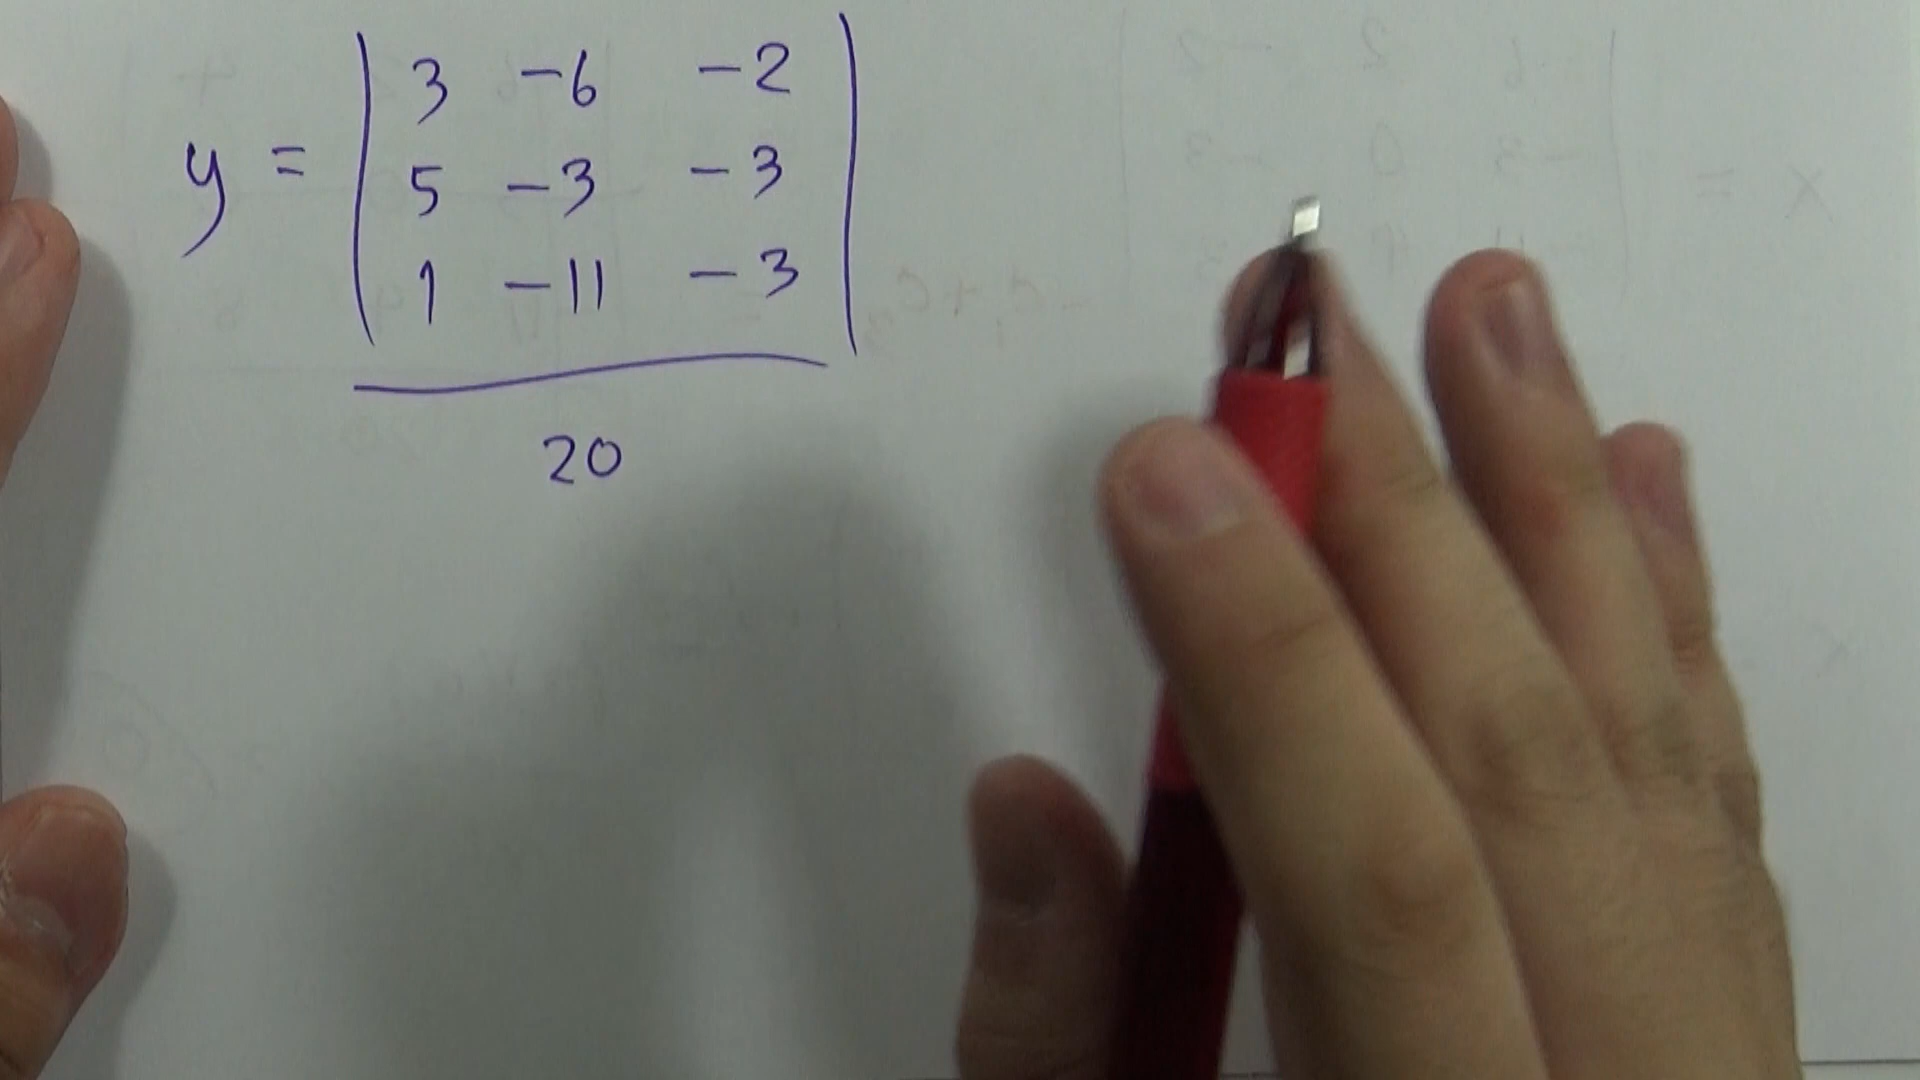 y =
| 3 -6 -2 |
| 5 -3 -3 |
| 1 -11 -3 |
20